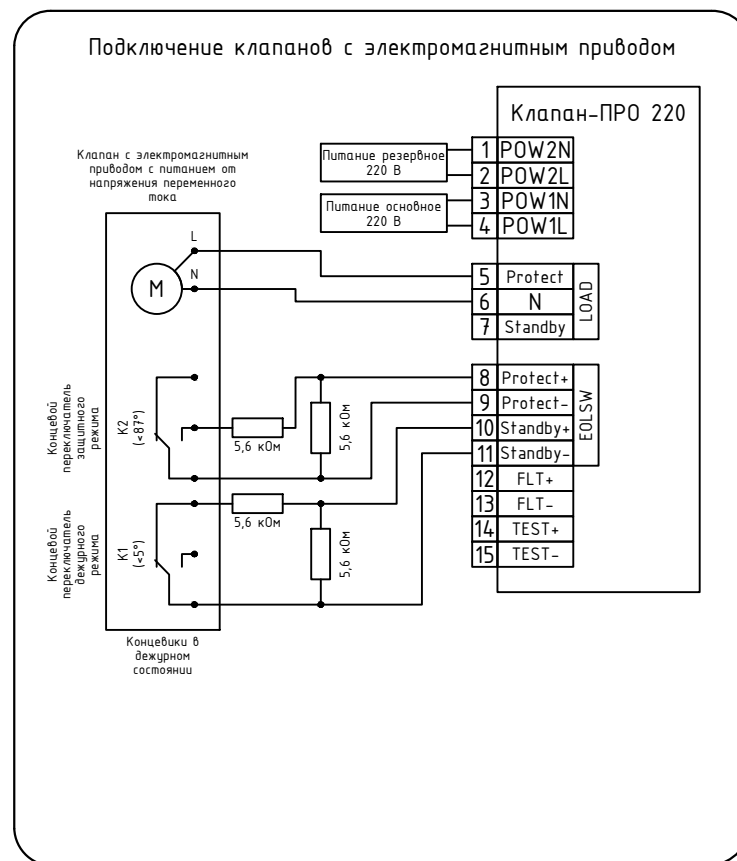 Подключение клапанов с электромагнитным приводом
Клапан-ПРО 220
Клапан с электромагнитным
приводом с питанием от
напряжения переменного
тока
Питание резервное
220 В
Питание основное
220 В
1 POW2N
2 POW2L
3 POW1N
4 POW1L
L
N
M
5 Protect
6 N
7 Standby
LOAD
8 Protect+
9 Protect-
10 Standby+
11 Standby-
EOLSW
12 FLT+
13 FLT-
14 TEST+
15 TEST-
Концевой
переключатель
защитного
режима
K2
(<87°)
5,6 кОм
5,6 кОм
Концевой
переключатель
дежурного
режима
K1
(<5°)
5,6 кОм
5,6 кОм
Концевики в
дежурном
состоянии